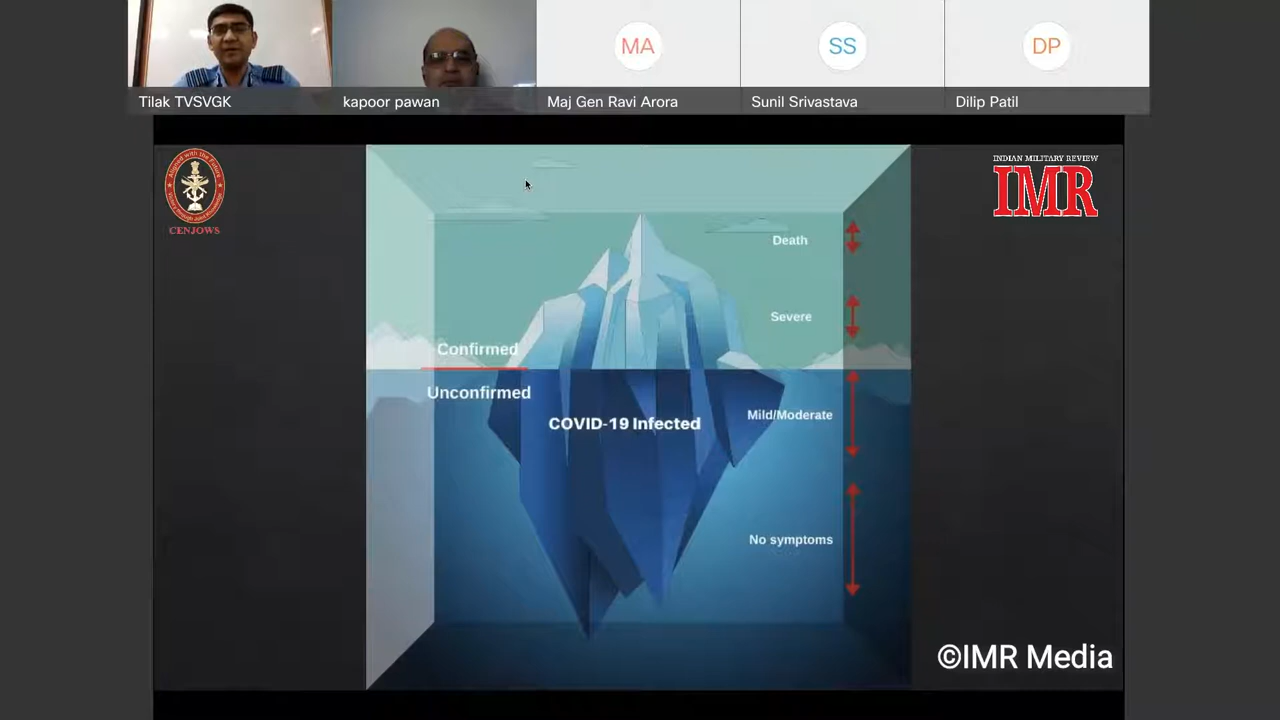 MA
SS
DP
Tilak TVSVGK
kapoor pawan
Maj Gen Ravi Arora
Sunil Srivastava
Dilip Patil
CENJOWS
INDIAN MILITARY REVIEW
IMR
Death
Severe
Confirmed
Unconfirmed
COVID-19 Infected
Mild/Moderate
No symptoms
©IMR Media